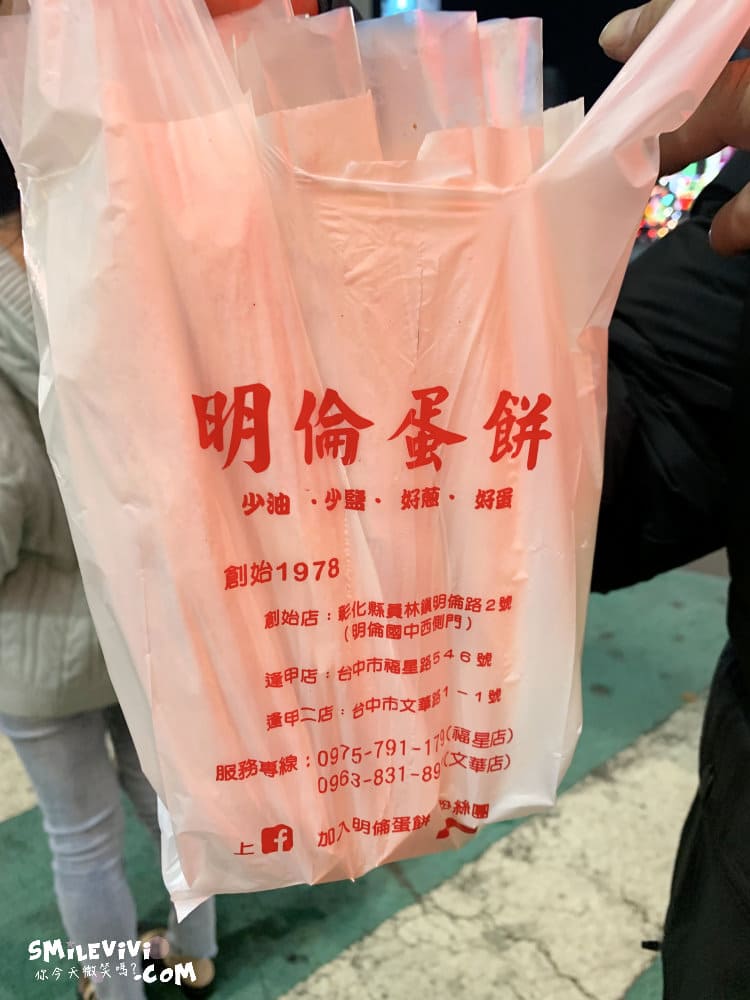 明倫蛋餅
少油．少鹽．好蔥．好蛋
創始1978
創始店：彰化縣員林鎮明倫路2號
(明倫國中西側門)
逢甲店：台中市福星路546號
逢甲二店：台中市文華路1－1號
服務專線：0975-791-179(福星店)
0963-831-89(文華店)
上 f 加入明倫蛋餅 粉絲團
SMiLEViVi
你今天微笑嗎?.COM